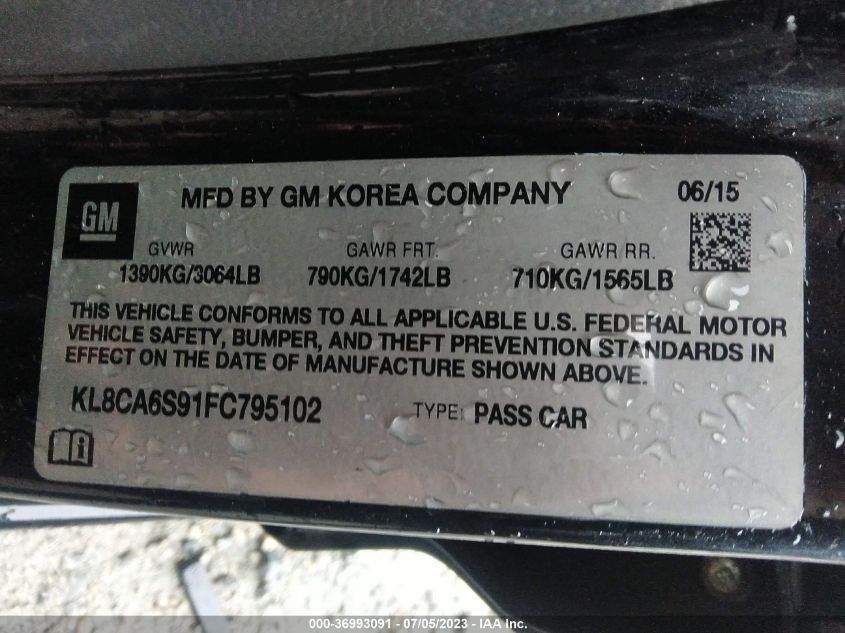 MFD BY GM KOREA COMPANY 06/15
GM
GVWR GAWR FRT. GAWR RR.
1390KG/3064LB 790KG/1742LB 710KG/1565LB
THIS VEHICLE CONFORMS TO ALL APPLICABLE U.S. FEDERAL MOTOR
VEHICLE SAFETY, BUMPER, AND THEFT PREVENTION STANDARDS IN
EFFECT ON THE DATE OF MANUFACTURE SHOWN ABOVE.
KL8CA6S91FC795102 TYPE: PASS CAR
000-36993091 - 07/05/2023 - IAA Inc.